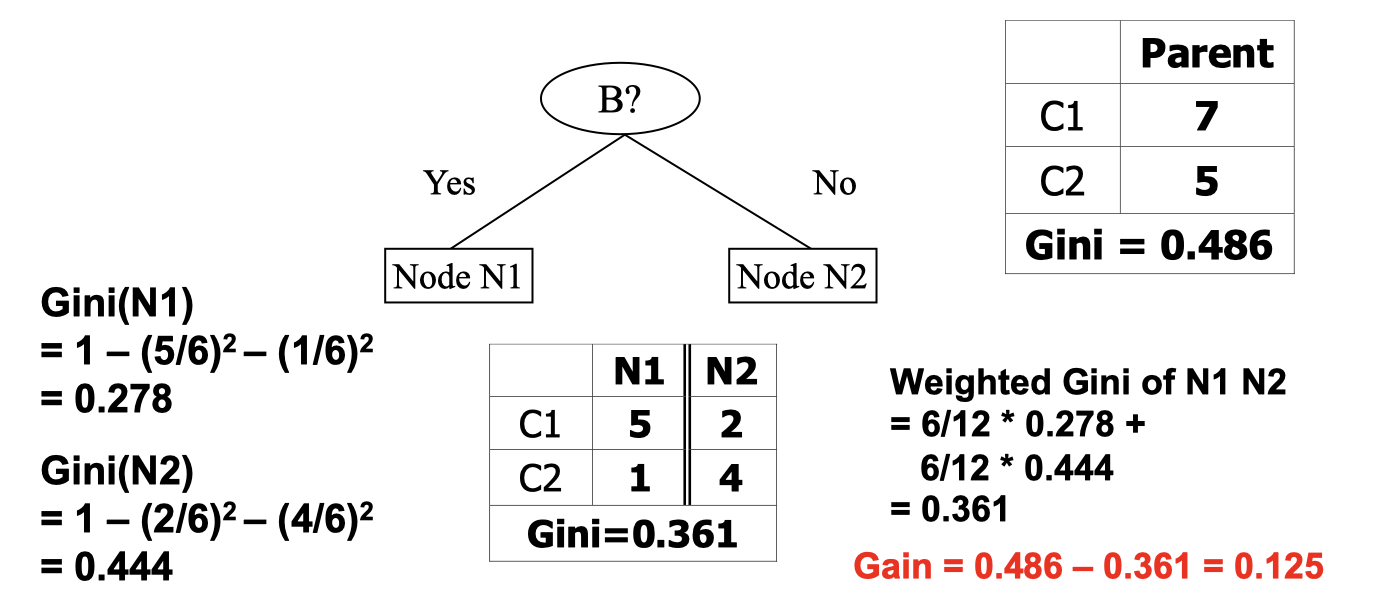 B?
Yes
No
Node N1
Node N2
Parent
C1 7
C2 5
Gini = 0.486
Gini(N1)
= 1 – (5/6)² – (1/6)²
= 0.278
Gini(N2)
= 1 – (2/6)² – (4/6)²
= 0.444
N1 N2
C1 5 2
C2 1 4
Gini=0.361
Weighted Gini of N1 N2
= 6/12 * 0.278 +
6/12 * 0.444
= 0.361
Gain = 0.486 – 0.361 = 0.125